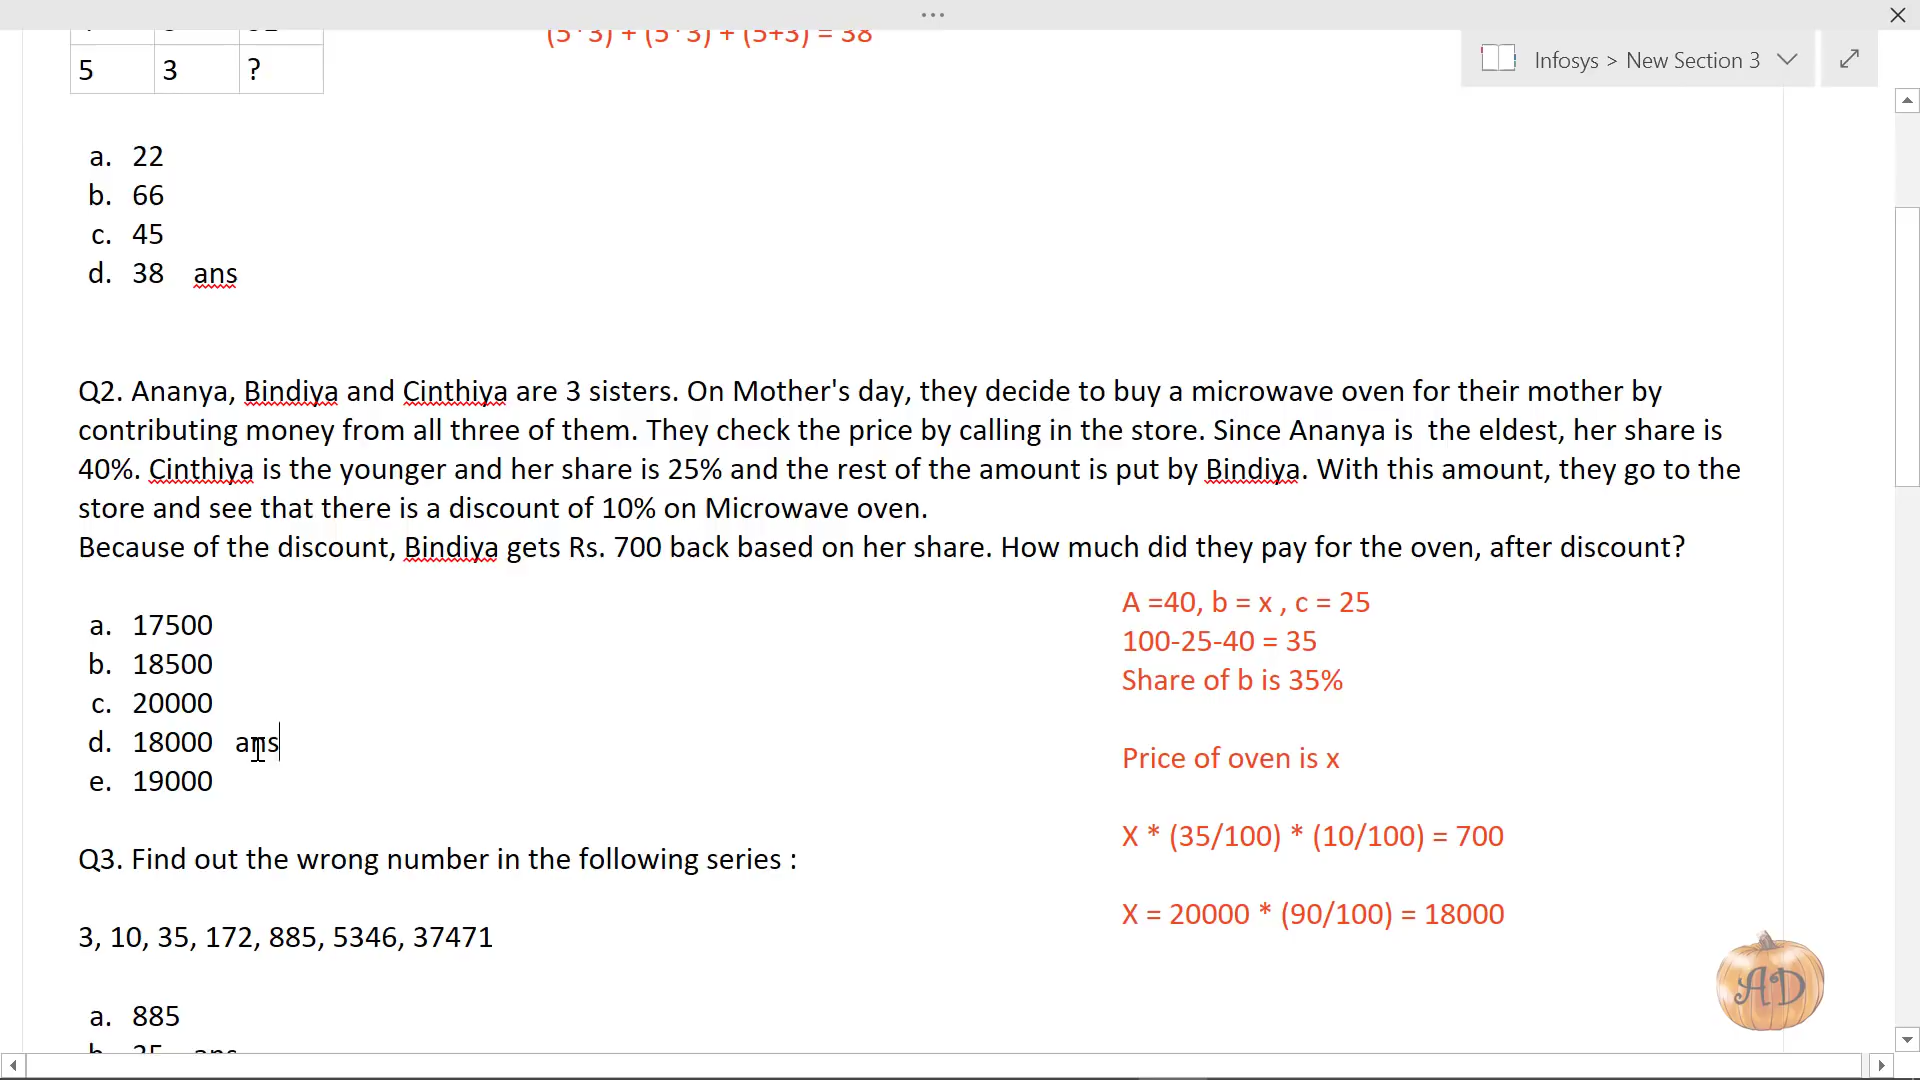 (5*3) + (5*3) + (5+3) = 38
5 3 ?
Infosys > New Section 3
a. 22
b. 66
c. 45
d. 38 ans
Q2. Ananya, Bindiya and Cinthiya are 3 sisters. On Mother's day, they decide to buy a microwave oven for their mother by
contributing money from all three of them. They check the price by calling in the store. Since Ananya is the eldest, her share is
40%. Cinthiya is the younger and her share is 25% and the rest of the amount is put by Bindiya. With this amount, they go to the
store and see that there is a discount of 10% on Microwave oven.
Because of the discount, Bindiya gets Rs. 700 back based on her share. How much did they pay for the oven, after discount?
a. 17500
b. 18500
c. 20000
d. 18000 ans
e. 19000
A =40, b = x , c = 25
100-25-40 = 35
Share of b is 35%
Price of oven is x
X * (35/100) * (10/100) = 700
X = 20000 * (90/100) = 18000
Q3. Find out the wrong number in the following series :
3, 10, 35, 172, 885, 5346, 37471
a. 885
b. 35 ans
AD